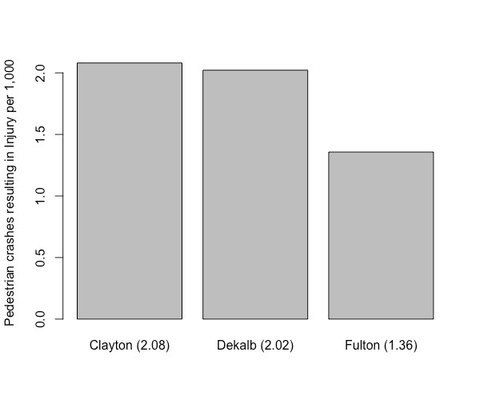 Pedestrian crashes resulting in Injury per 1,000
2.0
1.5
1.0
0.5
0.0
Clayton (2.08)
Dekalb (2.02)
Fulton (1.36)